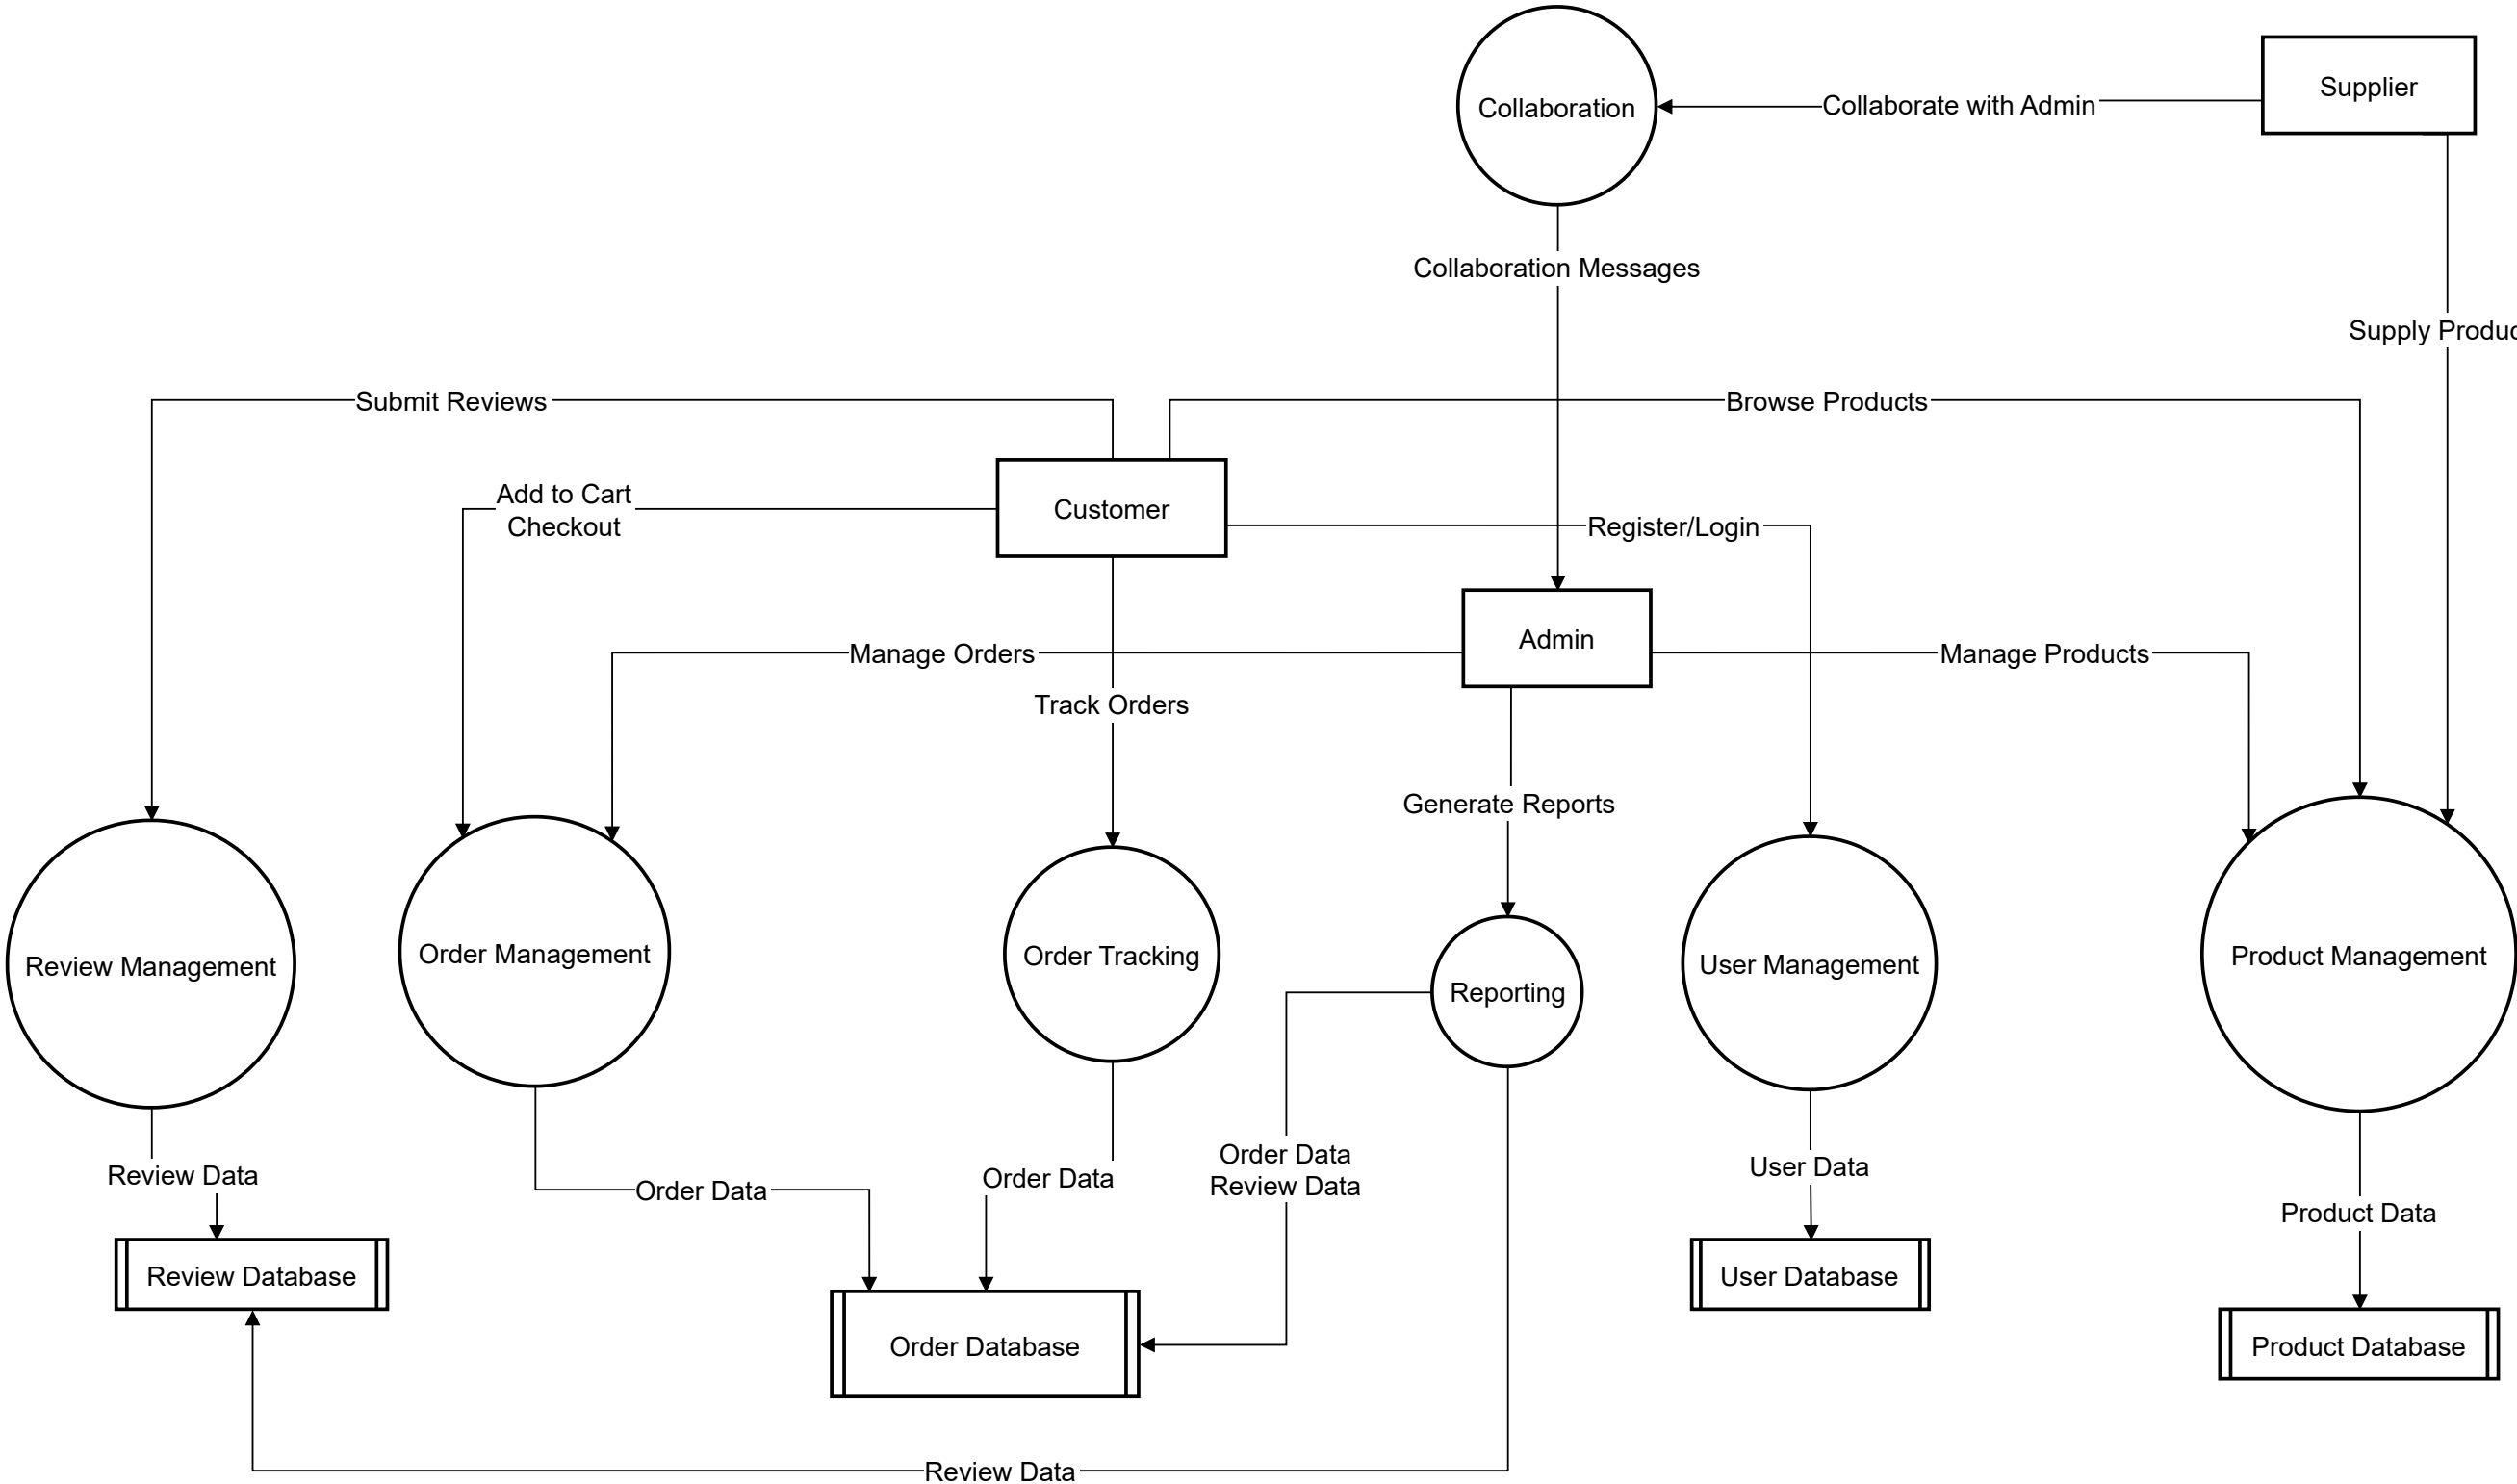 Supplier
Collaborate with Admin
Collaboration
Collaboration Messages
Supply Produc
Submit Reviews
Browse Products
Add to Cart
Checkout
Customer
Register/Login
Admin
Manage Orders
Manage Products
Track Orders
Generate Reports
Review Management
Order Management
Order Tracking
Reporting
User Management
Product Management
Order Data
Review Data
Review Data
Order Data
Order Data
User Data
Product Data
Review Database
User Database
Order Database
Product Database
Review Data